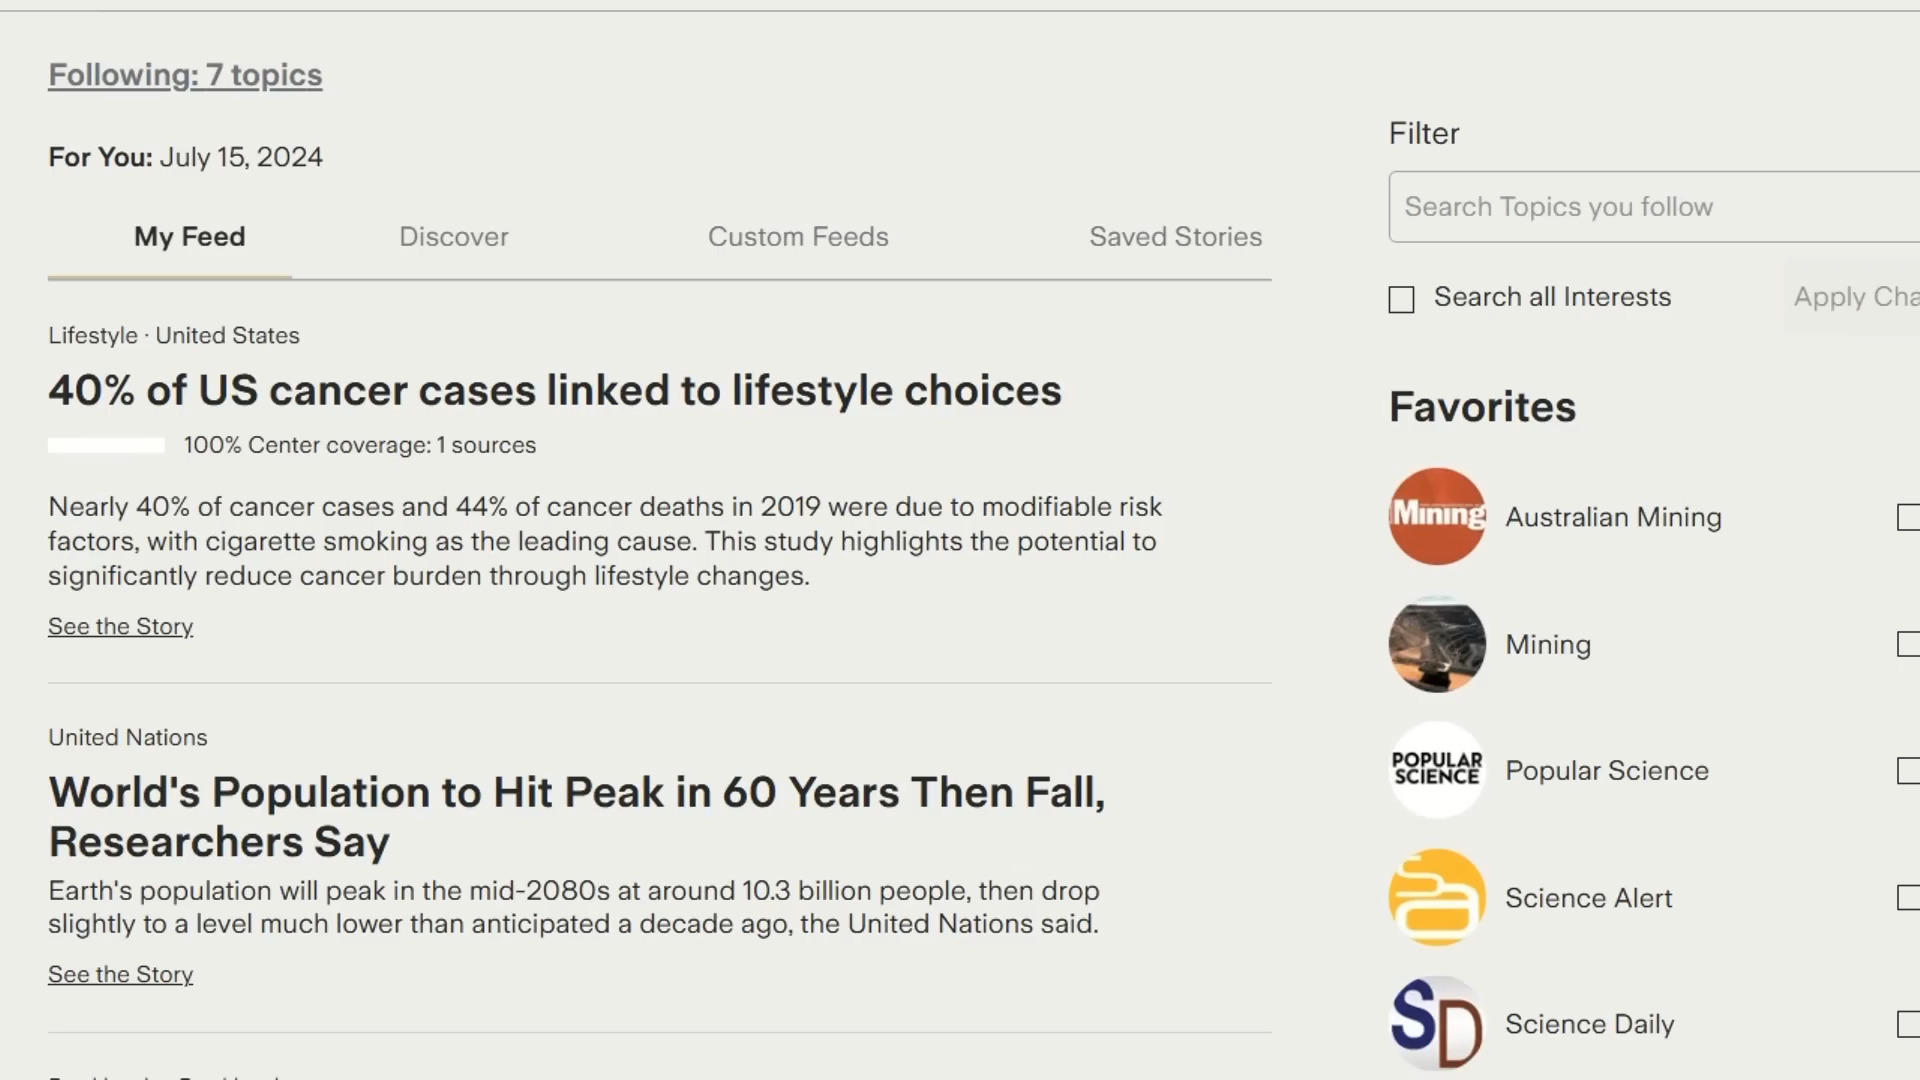 Following: 7 topics
For You: July 15, 2024
My Feed
Discover
Custom Feeds
Saved Stories
Lifestyle · United States
40% of US cancer cases linked to lifestyle choices
100% Center coverage: 1 sources
Nearly 40% of cancer cases and 44% of cancer deaths in 2019 were due to modifiable risk
factors, with cigarette smoking as the leading cause. This study highlights the potential to
significantly reduce cancer burden through lifestyle changes.
See the Story
United Nations
World's Population to Hit Peak in 60 Years Then Fall,
Researchers Say
Earth's population will peak in the mid-2080s at around 10.3 billion people, then drop
slightly to a level much lower than anticipated a decade ago, the United Nations said.
See the Story
Filter
Search Topics you follow
Search all Interests
Apply
Favorites
Mining
Australian Mining
Mining
POPULAR
SCIENCE
Popular Science
Science Alert
SD
Science Daily